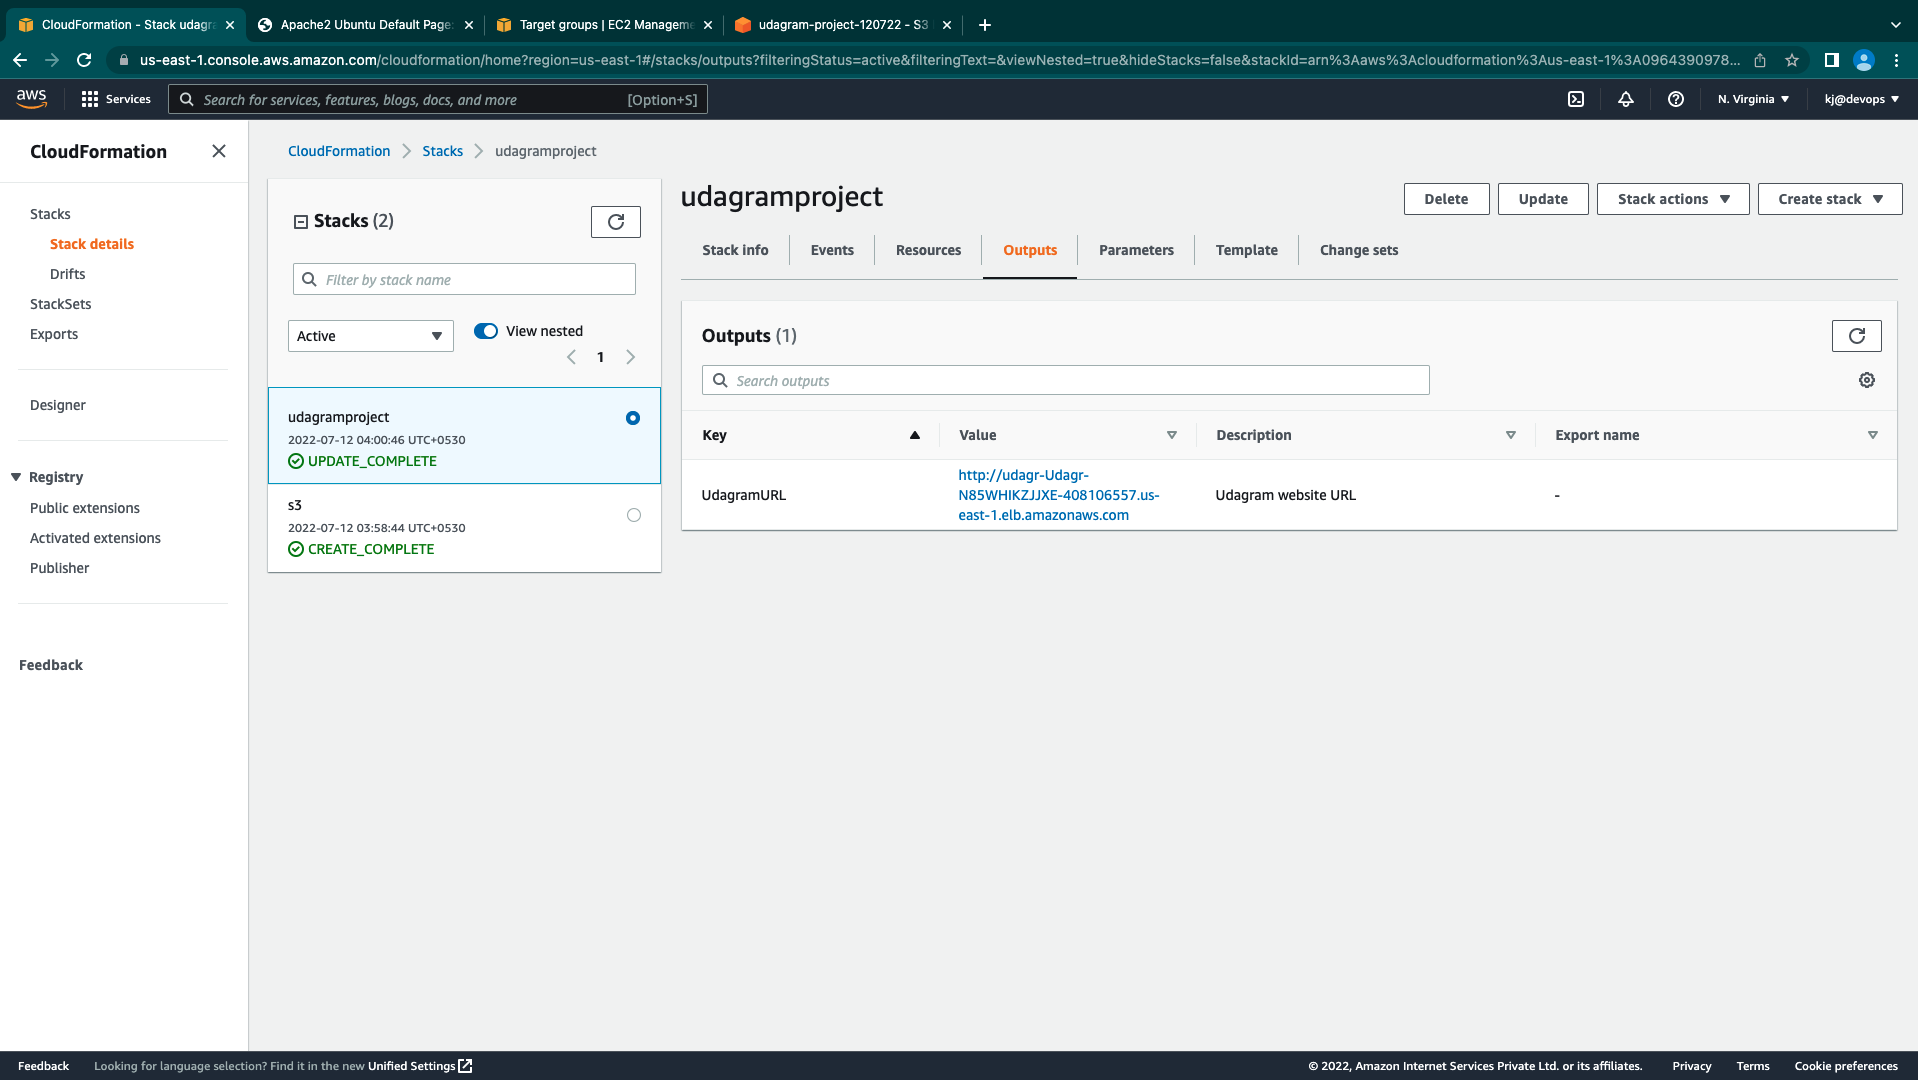 CloudFormation - Stack udagra
Apache2 Ubuntu Default Page:
Target groups | EC2 Manageme
udagram-project-120722 - S3
us-east-1.console.aws.amazon.com/cloudformation/home?region=us-east-1#/stacks/outputs?filteringStatus=active&filteringText=&viewNested=true&hideStacks=false&stackId=arn%3Aaws%3Acloudformation%3Aus-east-1%3A0964390978...
aws
Services
Search for services, features, blogs, docs, and more
[Option+S]
N. Virginia
kj@devops
CloudFormation
Stacks
Stack details
Drifts
StackSets
Exports
Designer
Registry
Public extensions
Activated extensions
Publisher
Feedback
CloudFormation
Stacks
udagramproject
Stacks (2)
Filter by stack name
Active
View nested
1
udagramproject
2022-07-12 04:00:46 UTC+0530
UPDATE_COMPLETE
s3
2022-07-12 03:58:44 UTC+0530
CREATE_COMPLETE
udagramproject
Delete
Update
Stack actions
Create stack
Stack info
Events
Resources
Outputs
Parameters
Template
Change sets
Outputs (1)
Search outputs
Key
Value
Description
Export name
UdagramURL
http://udagr-Udagr-
N85WHIKZJJXE-408106557.us-
east-1.elb.amazonaws.com
Udagram website URL
-
Feedback
Looking for language selection? Find it in the new Unified Settings
© 2022, Amazon Internet Services Private Ltd. or its affiliates.
Privacy
Terms
Cookie preferences